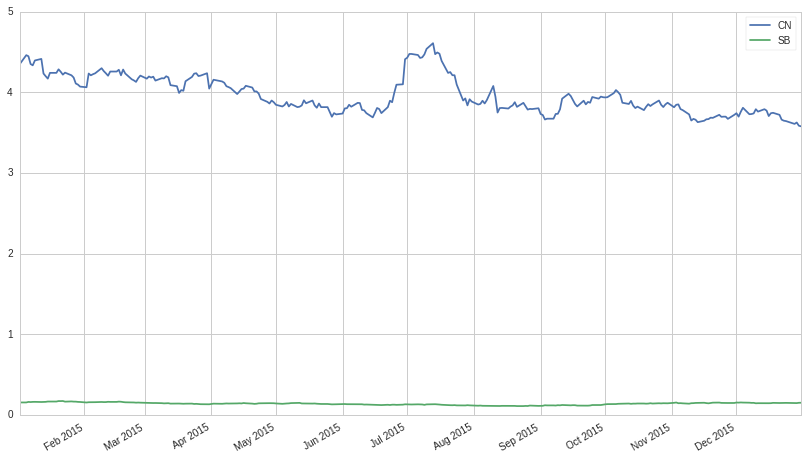 5
4
3
2
1
0
CN
SB
Feb 2015
Mar 2015
Apr 2015
May 2015
Jun 2015
Jul 2015
Aug 2015
Sep 2015
Oct 2015
Nov 2015
Dec 2015